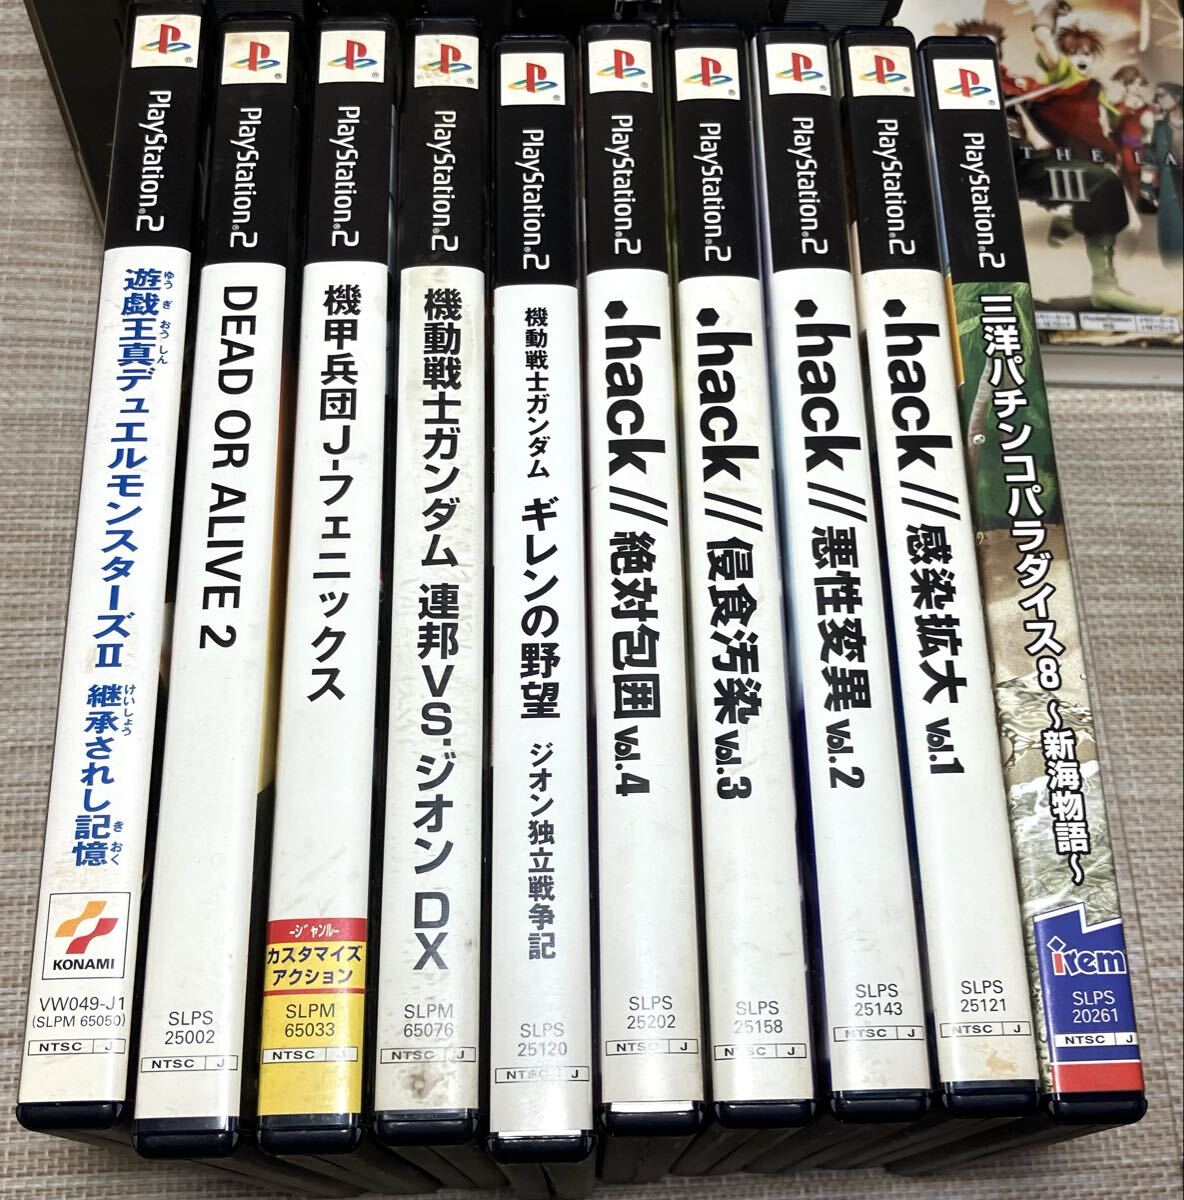 PlayStation.2
遊戯王真デュエルモンスターズII 継承されし記憶
ゆう ぎ おう しん
けいしょう
き おく
KONAMI
VW049-J1
(SLPM 65050)
NTSC J
PlayStation.2
DEAD OR ALIVE 2
SLPS
25002
NTSC J
PlayStation.2
機甲兵団J-フェニックス
-ジャンル-
カスタマイズ
アクション
SLPM
65033
NTSC J
PlayStation.2
機動戦士ガンダム 連邦VS.ジオン DX
SLPM
65076
NTSC J
PlayStation.2
機動戦士ガンダム ギレンの野望 ジオン独立戦争記
SLPS
25120
NTSC J
PlayStation.2
.hack//絶対包囲 Vol.4
SLPS
25202
NTSC J
PlayStation.2
.hack//侵食汚染 Vol.3
SLPS
25158
NTSC J
PlayStation.2
.hack//悪性変異 Vol.2
SLPS
25143
NTSC J
PlayStation.2
.hack//感染拡大 Vol.1
SLPS
25121
NTSC J
PlayStation.2
三洋パチンコパラダイス8 ～新海物語～
irem
SLPS
20261
NTSC J
THE LA
III